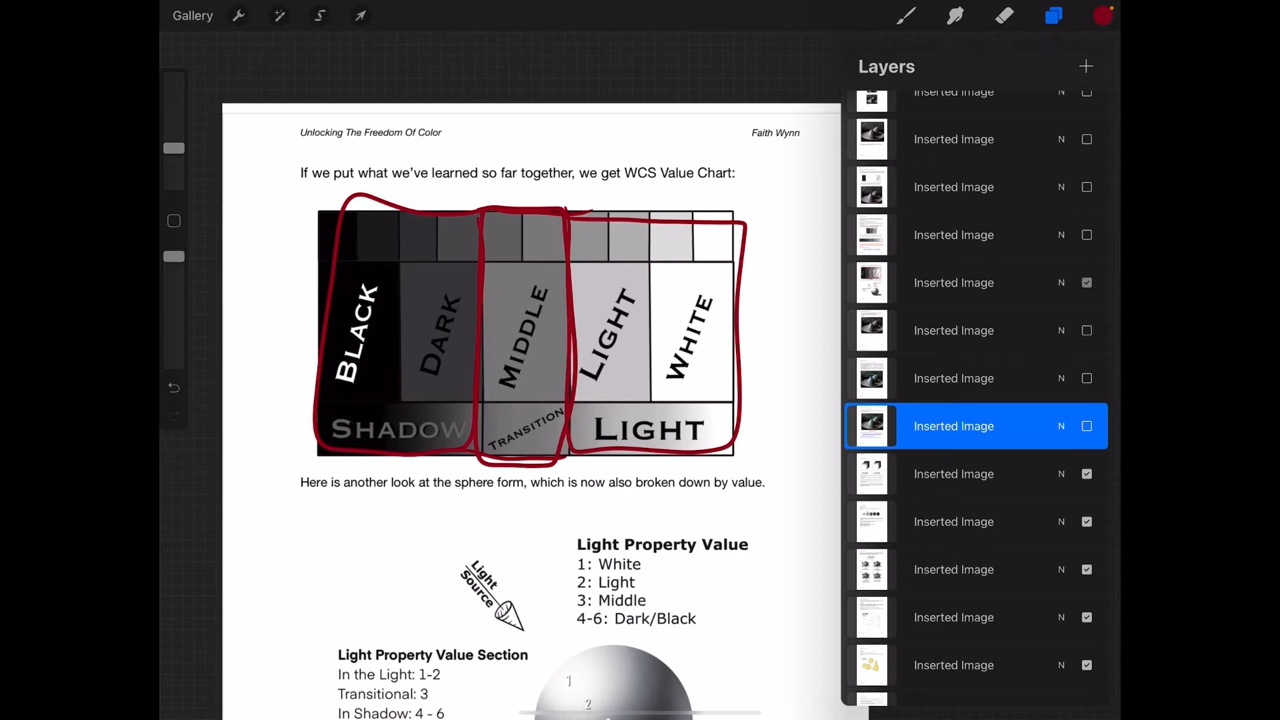 Gallery
Layers
Inserted Image N
Inserted Image N
Inserted Image N
Inserted Image N
Inserted Image N
Inserted Image N
Inserted Image N
Inserted Image N
Inserted Image N
Inserted Image N
Inserted Image N
Inserted Image N
Inserted Image N
Unlocking The Freedom Of Color
Faith Wynn
If we put what we’ve learned so far together, we get WCS Value Chart:
BLACK
DARK
MIDDLE
LIGHT
WHITE
SHADOW
TRANSITION
LIGHT
Here is another look at the sphere form, which is now also broken down by value.
Light
Source
Light Property Value
1: White
2: Light
3: Middle
4-6: Dark/Black
Light Property Value Section
In the Light: 1-2
Transitional: 3
In Shadow: 4 - 6
1
2